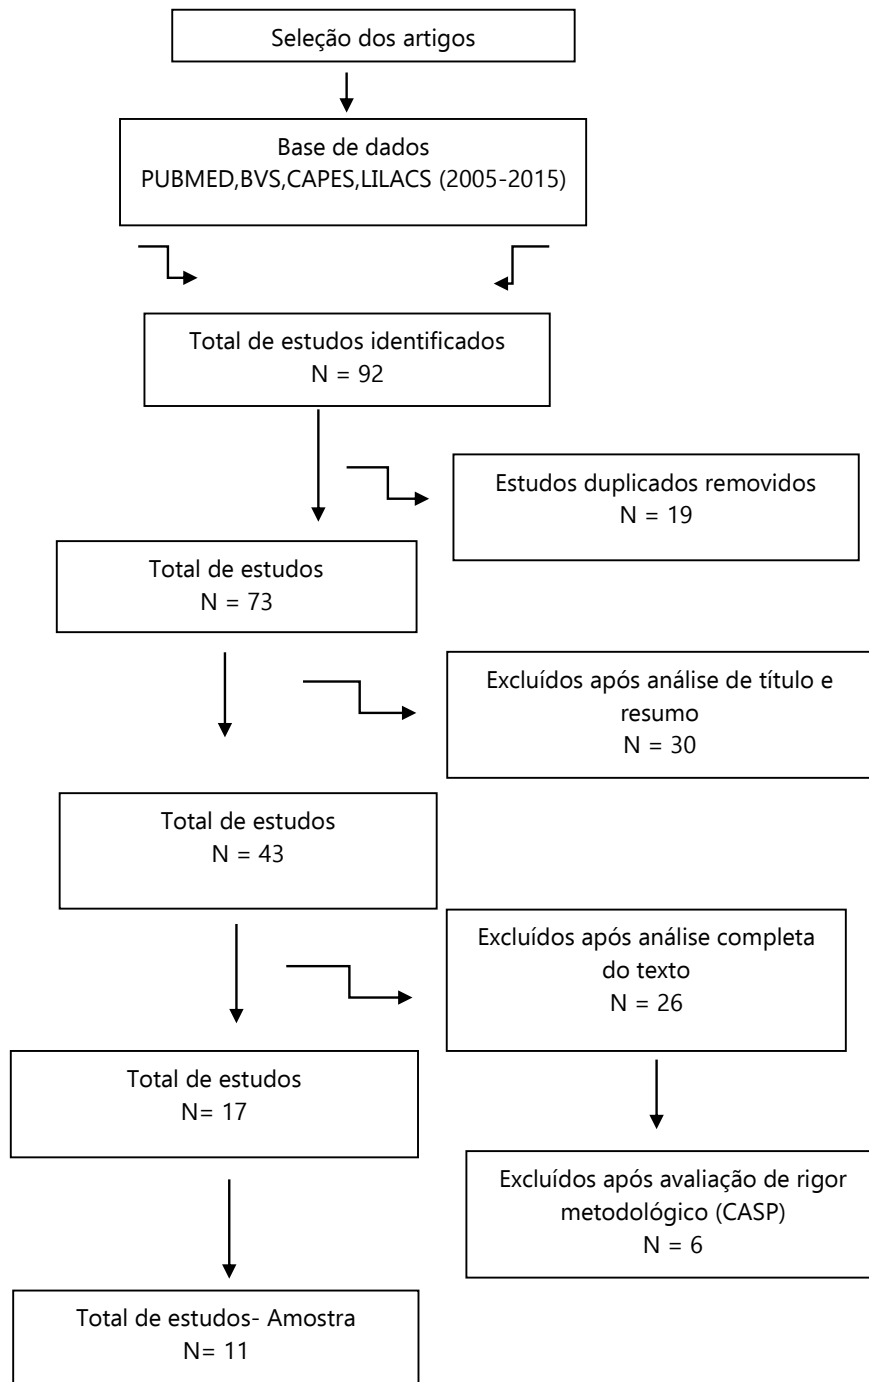 Seleção dos artigos
Base de dados
PUBMED,BVS,CAPES,LILACS (2005-2015)
Total de estudos identificados
N = 92
Estudos duplicados removidos
N = 19
Total de estudos
N = 73
Excluídos após análise de título e
resumo
N = 30
Total de estudos
N = 43
Excluídos após análise completa
do texto
N = 26
Total de estudos
N= 17
Excluídos após avaliação de rigor
metodológico (CASP)
N = 6
Total de estudos- Amostra
N= 11